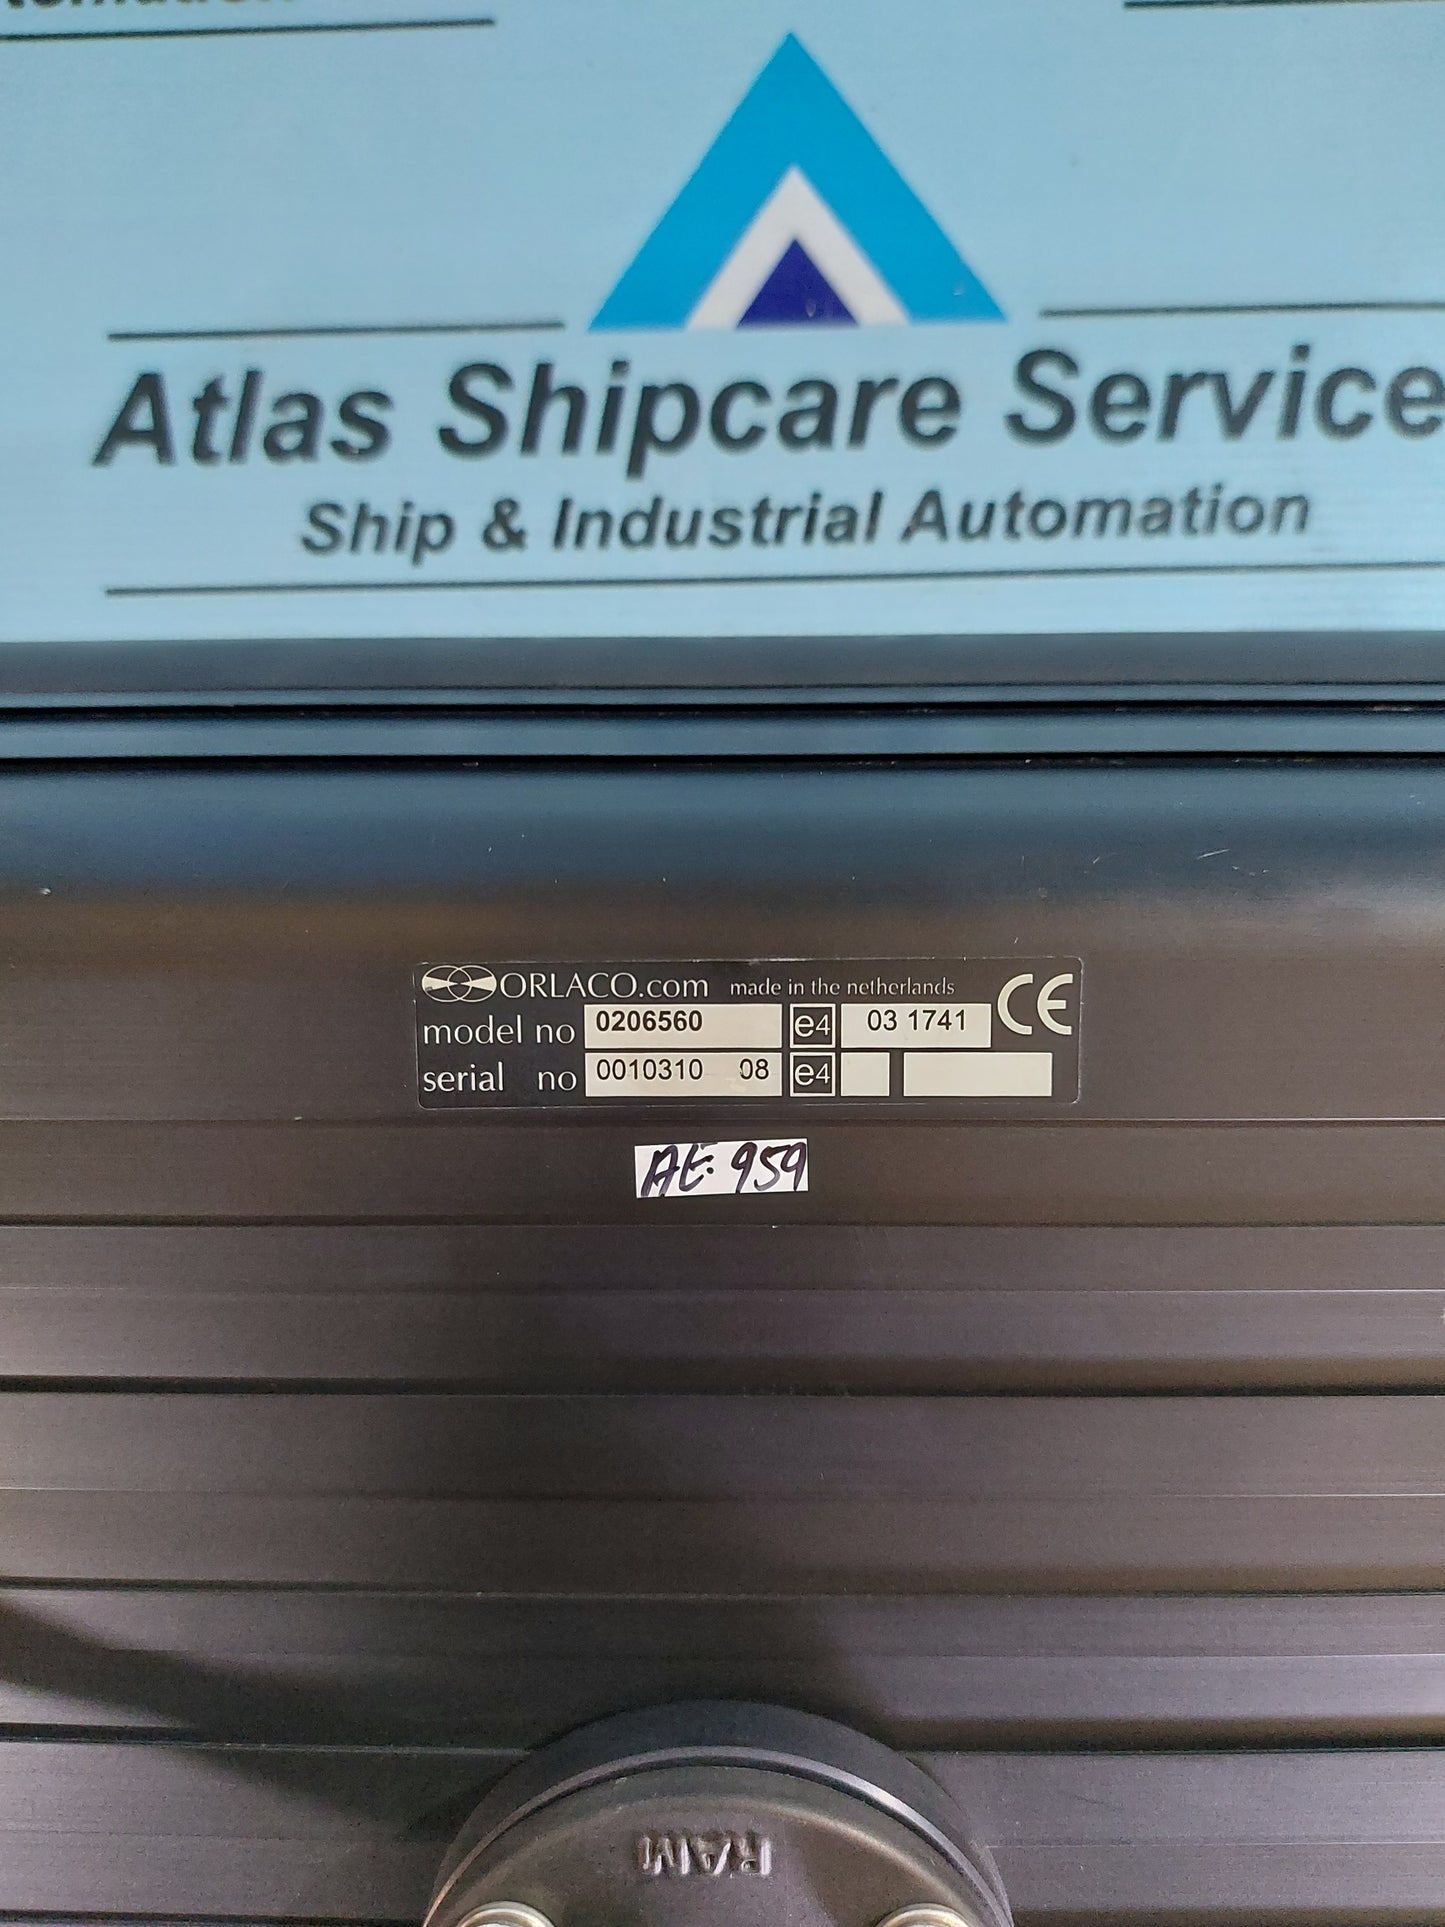 Atlas Shipcare Service
Ship & Industrial Automation
ORLACO.com made in the netherlands CE
model no 0206560 e4 03 1741
serial no 0010310 08 e4
AE. 959
RAM